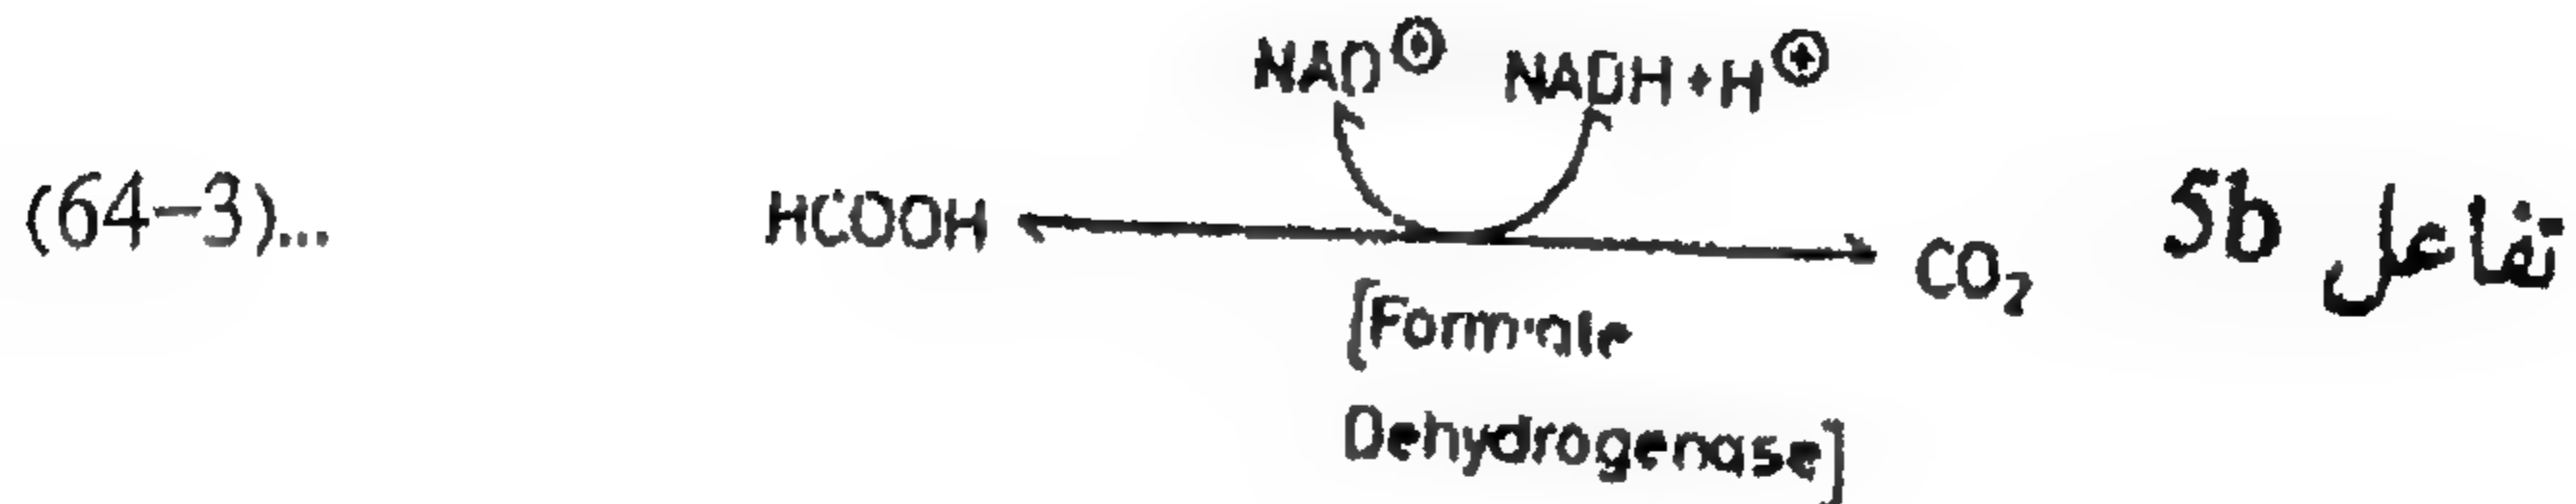 NAD⊕ NADH+H⊕
(64-3)... HCOOH CO₂ تفاعل 5b
[Formate
Dehydrogenase]